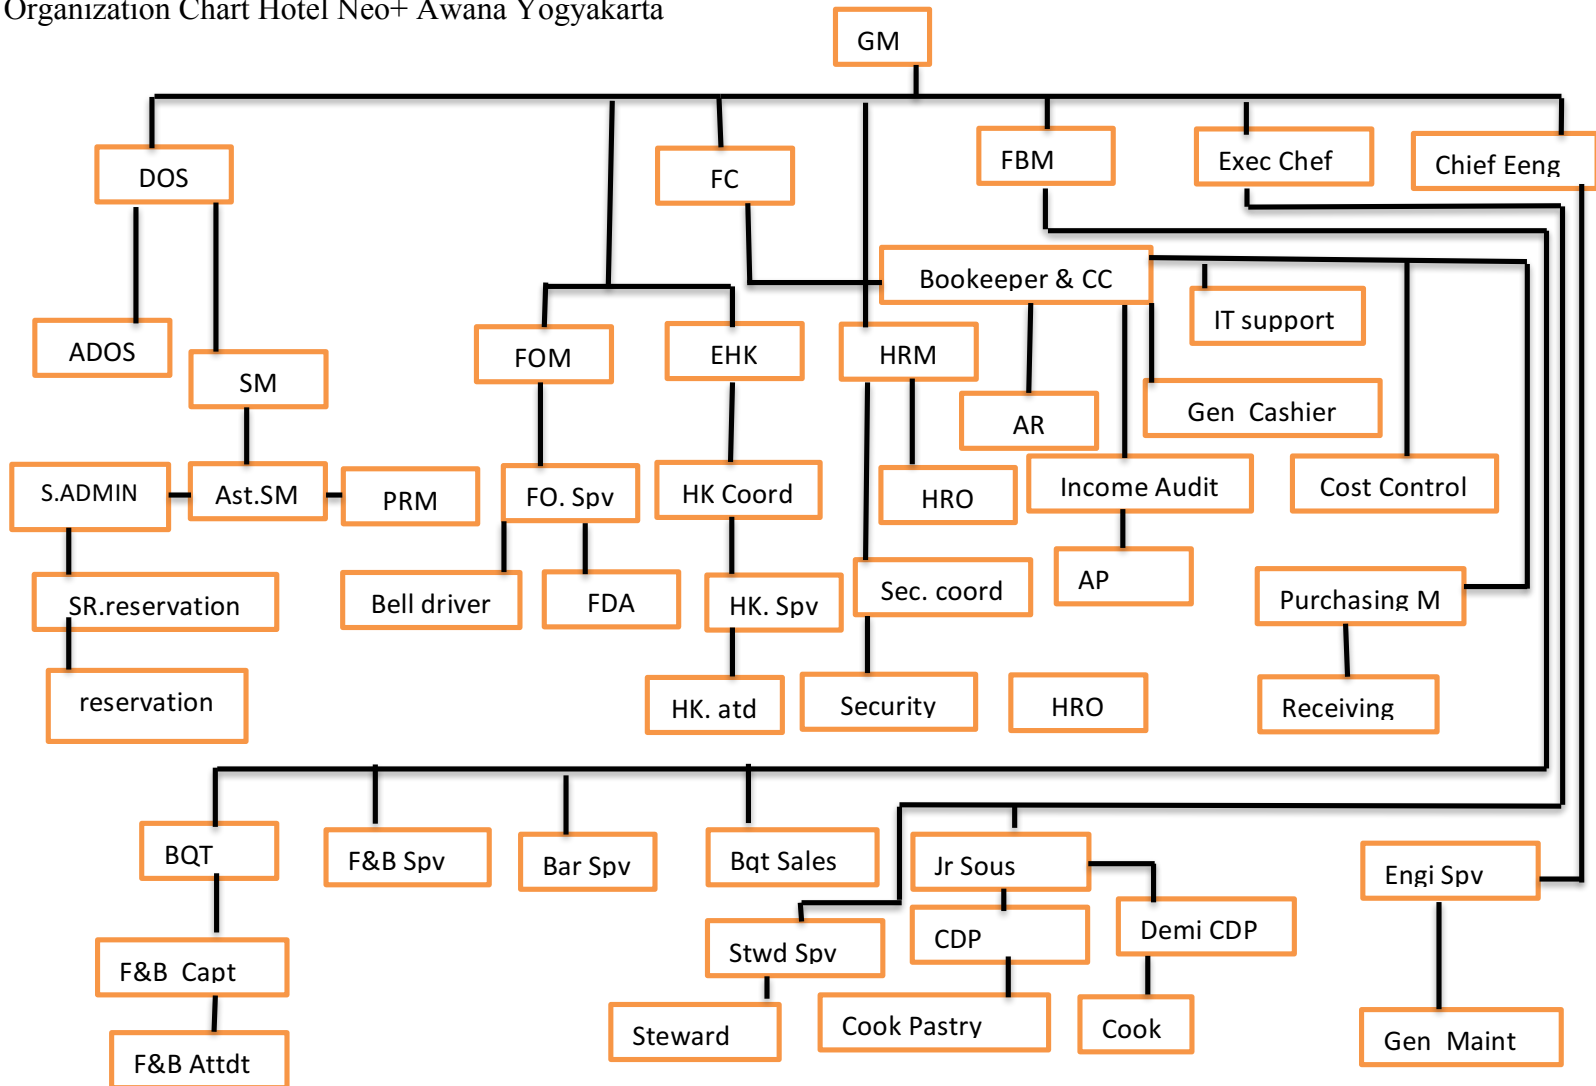 Organization Chart Hotel Neo+ Awana Yogyakarta
GM
DOS
FC
FBM
Exec Chef
Chief Eeng
Bookeeper & CC
IT support
ADOS
SM
FOM
EHK
HRM
AR
Gen  Cashier
S.ADMIN
Ast.SM
PRM
FO. Spv
HK Coord
HRO
Income Audit
Cost Control
SR.reservation
Bell driver
FDA
HK. Spv
Sec. coord
AP
Purchasing M
reservation
HK. atd
Security
HRO
Receiving
BQT
F&B Spv
Bar Spv
Bqt Sales
Jr Sous
Engi Spv
Stwd Spv
CDP
Demi CDP
F&B  Capt
Steward
Cook Pastry
Cook
Gen  Maint
F&B Attdt